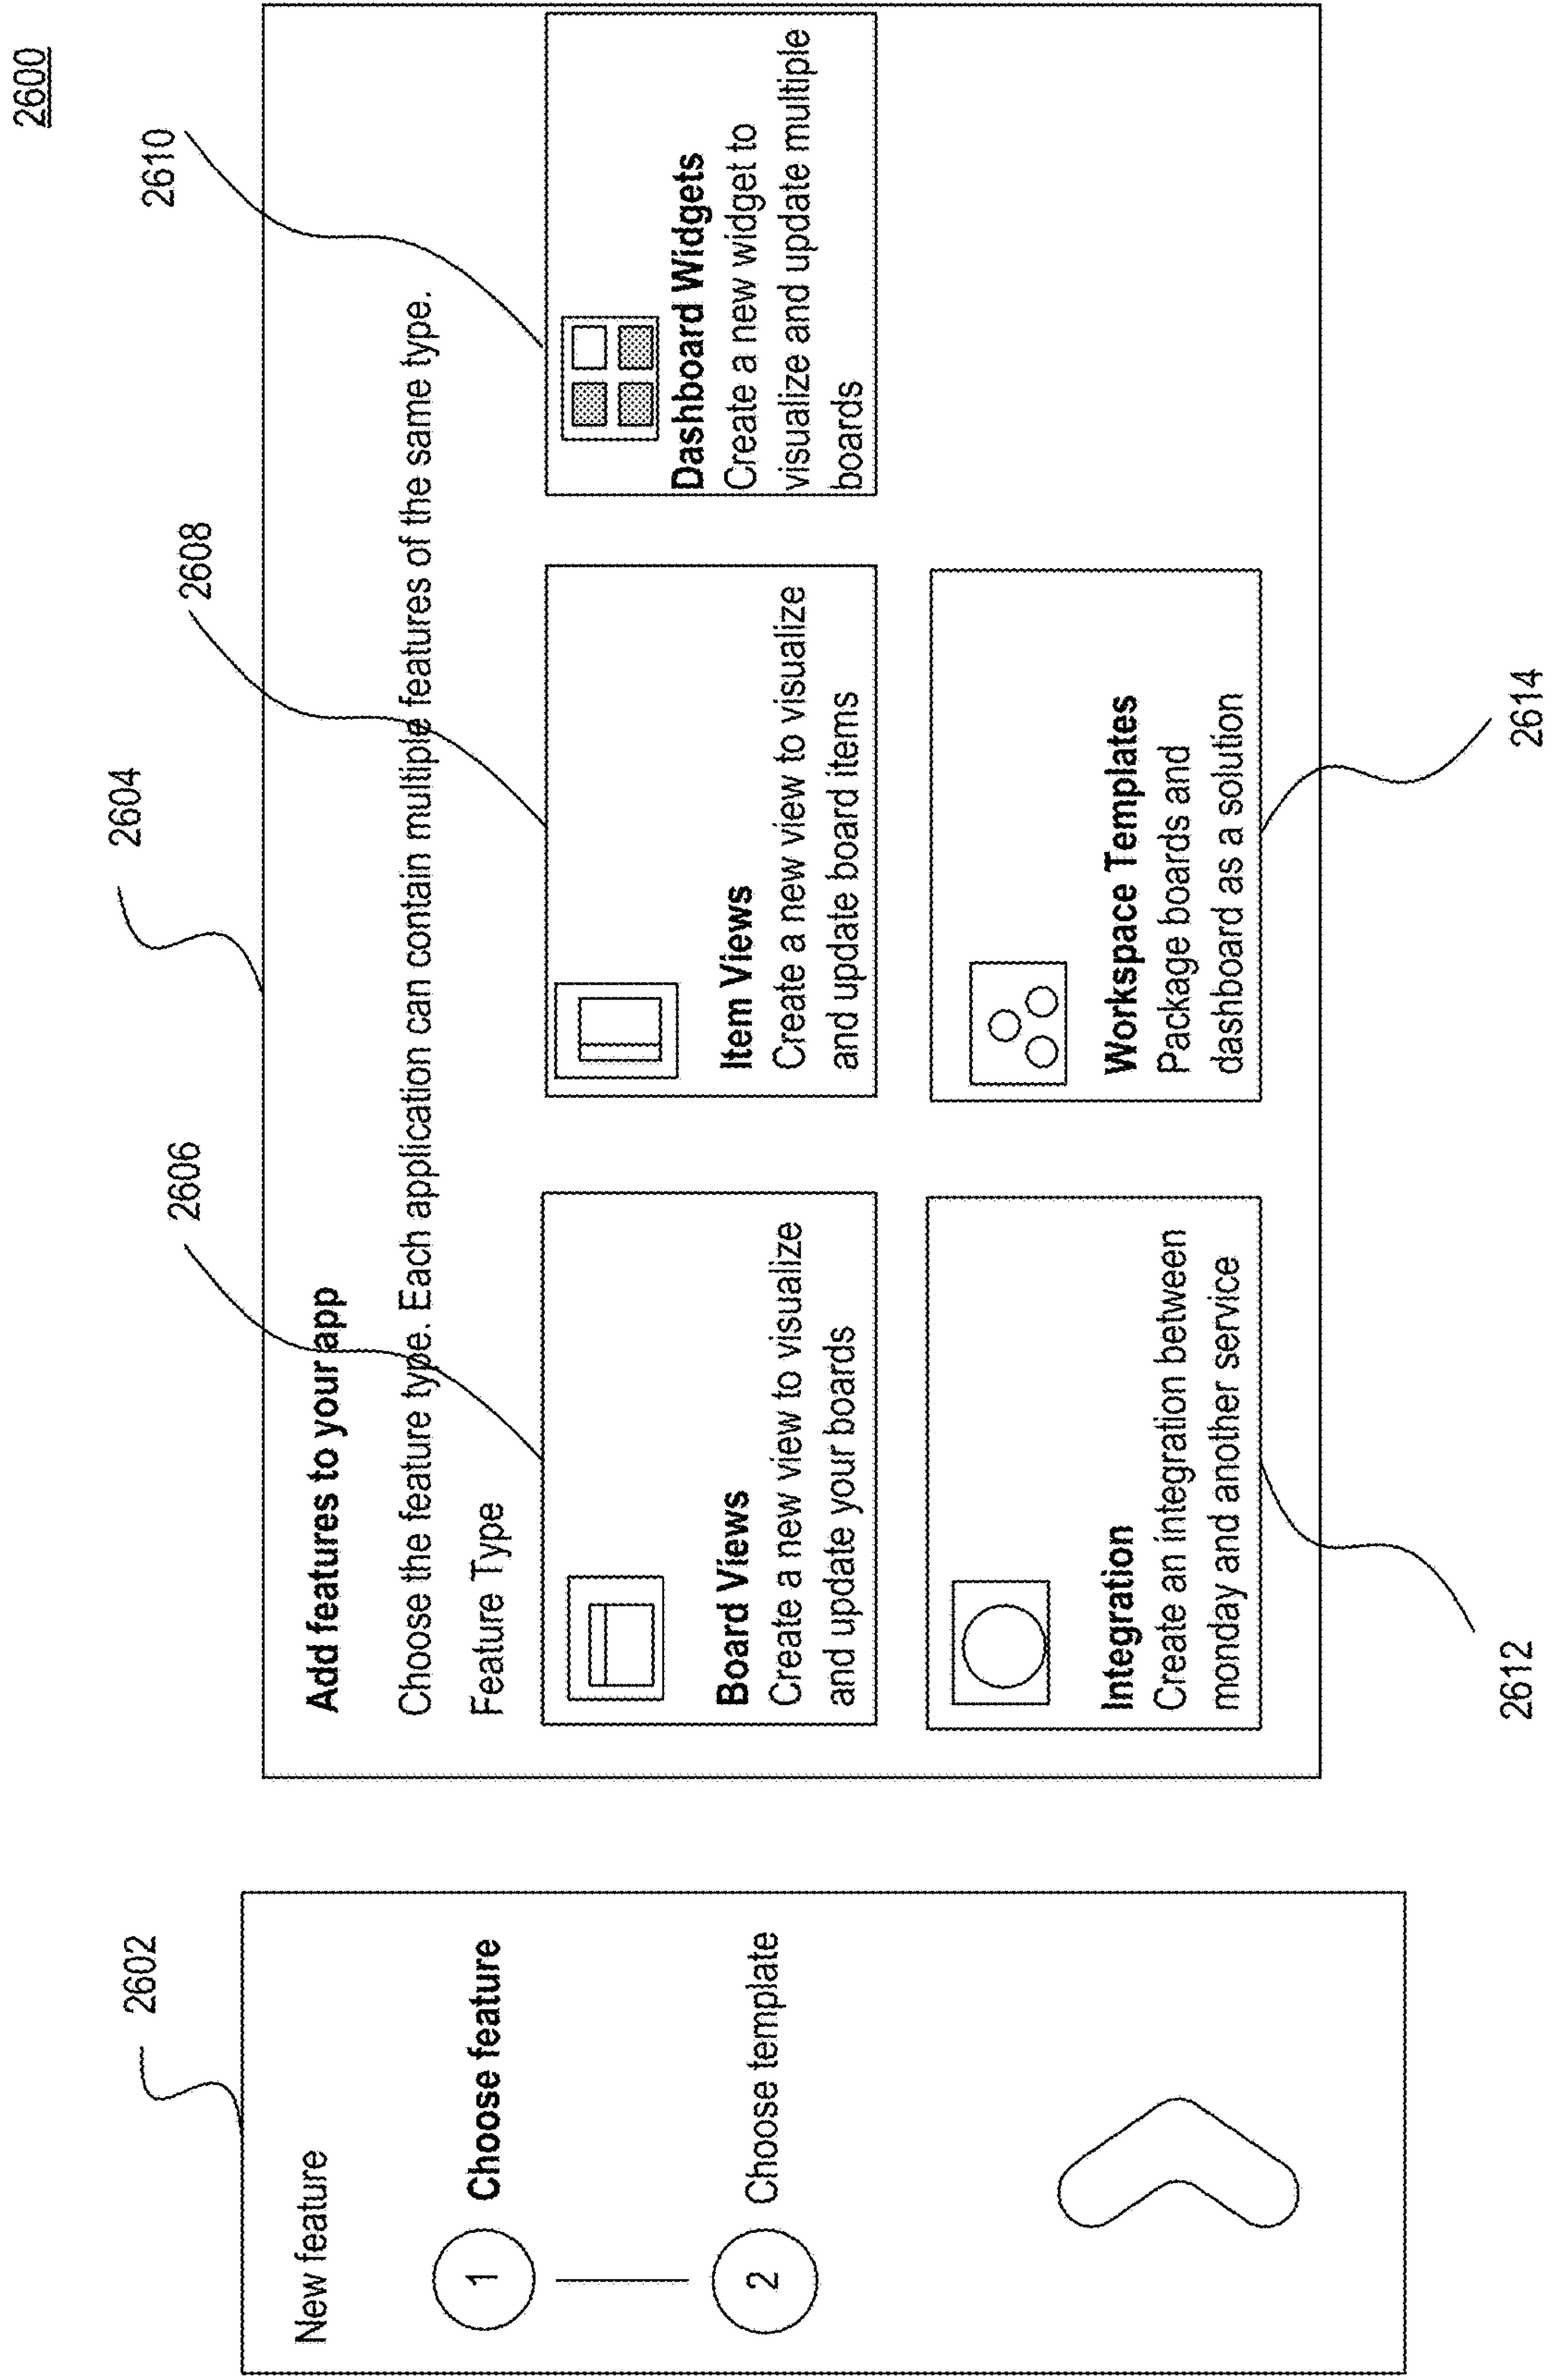 2600
2602
New feature
1
Choose feature
2
Choose template
2604
Add features to your app
Choose the feature type. Each application can contain multiple features of the same type.
Feature Type
2606
Board Views
Create a new view to visualize
and update your boards
2608
Item Views
Create a new view to visualize
and update board items
2610
Dashboard Widgets
Create a new widget to
visualize and update multiple
boards
2612
Integration
Create an integration between
monday and another service
2614
Workspace Templates
Package boards and
dashboard as a solution